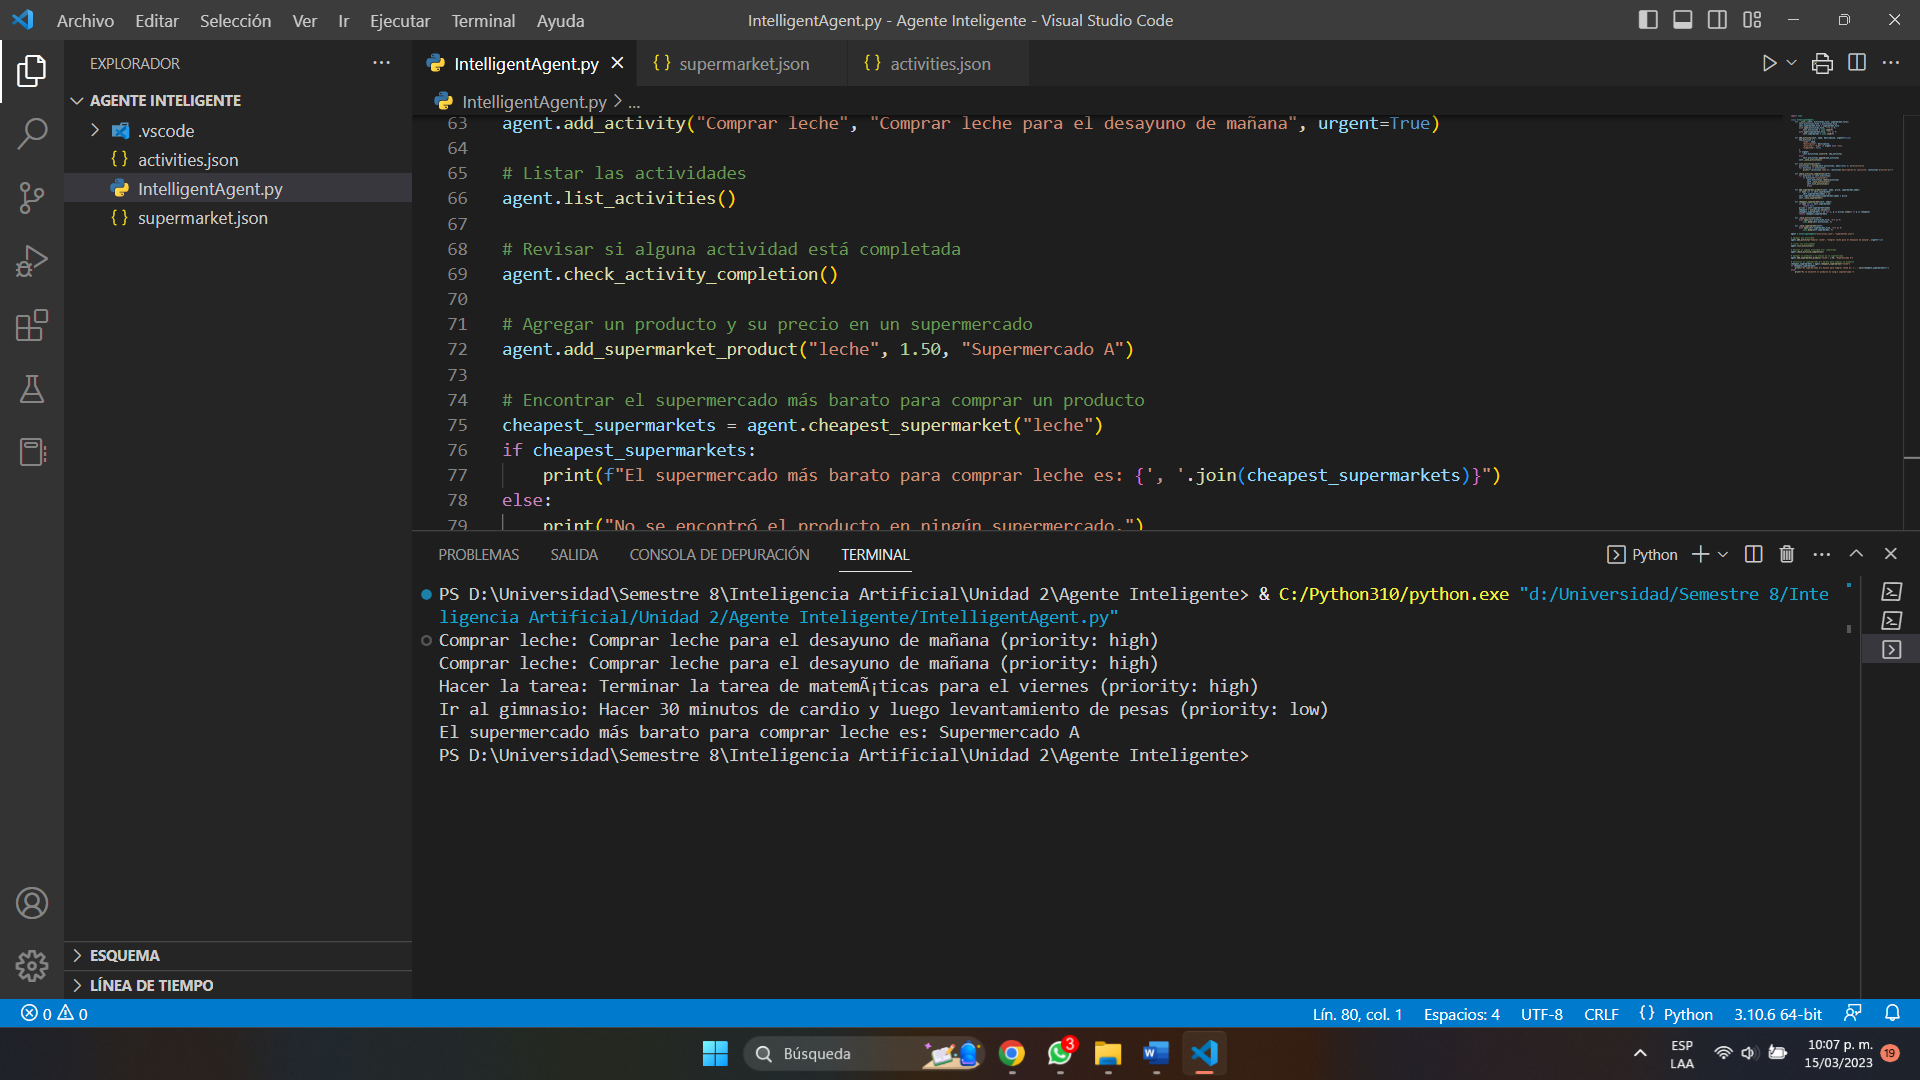 Archivo Editar Selección Ver Ir Ejecutar Terminal Ayuda
IntelligentAgent.py - Agente Inteligente - Visual Studio Code
EXPLORADOR
AGENTE INTELIGENTE
.vscode
{} activities.json
IntelligentAgent.py
{} supermarket.json
ESQUEMA
LÍNEA DE TIEMPO
IntelligentAgent.py {} supermarket.json {} activities.json
IntelligentAgent.py > ...
63 agent.add_activity("Comprar leche", "Comprar leche para el desayuno de mañana", urgent=True)
64
65 # Listar las actividades
66 agent.list_activities()
67
68 # Revisar si alguna actividad está completada
69 agent.check_activity_completion()
70
71 # Agregar un producto y su precio en un supermercado
72 agent.add_supermarket_product("leche", 1.50, "Supermercado A")
73
74 # Encontrar el supermercado más barato para comprar un producto
75 cheapest_supermarkets = agent.cheapest_supermarket("leche")
76 if cheapest_supermarkets:
77 print(f"El supermercado más barato para comprar leche es: {', '.join(cheapest_supermarkets)}")
78 else:
79 print("No se encontró el producto en ningún supermercado.")
PROBLEMAS SALIDA CONSOLA DE DEPURACIÓN TERMINAL
Python
PS D:\Universidad\Semestre 8\Inteligencia Artificial\Unidad 2\Agente Inteligente> & C:/Python310/python.exe "d:/Universidad/Semestre 8/Inte
ligencia Artificial/Unidad 2/Agente Inteligente/IntelligentAgent.py"
Comprar leche: Comprar leche para el desayuno de mañana (priority: high)
Comprar leche: Comprar leche para el desayuno de mañana (priority: high)
Hacer la tarea: Terminar la tarea de matemÃ¡ticas para el viernes (priority: high)
Ir al gimnasio: Hacer 30 minutos de cardio y luego levantamiento de pesas (priority: low)
El supermercado más barato para comprar leche es: Supermercado A
PS D:\Universidad\Semestre 8\Inteligencia Artificial\Unidad 2\Agente Inteligente>
0 0
Lín. 80, col. 1 Espacios: 4 UTF-8 CRLF {} Python 3.10.6 64-bit
Búsqueda
3
ESP
LAA
10:07 p. m.
15/03/2023
19